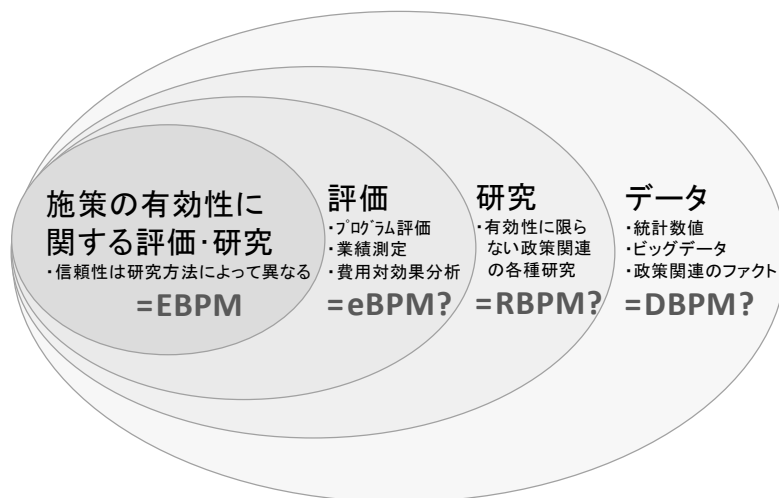 施策の有効性に
関する評価・研究
・信頼性は研究方法によって異なる
=EBPM
評価
・プログラム評価
・業績測定
・費用対効果分析
=eBPM?
研究
・有効性に限ら
ない政策関連
の各種研究
=RBPM?
データ
・統計数値
・ビッグデータ
・政策関連のファクト
=DBPM?